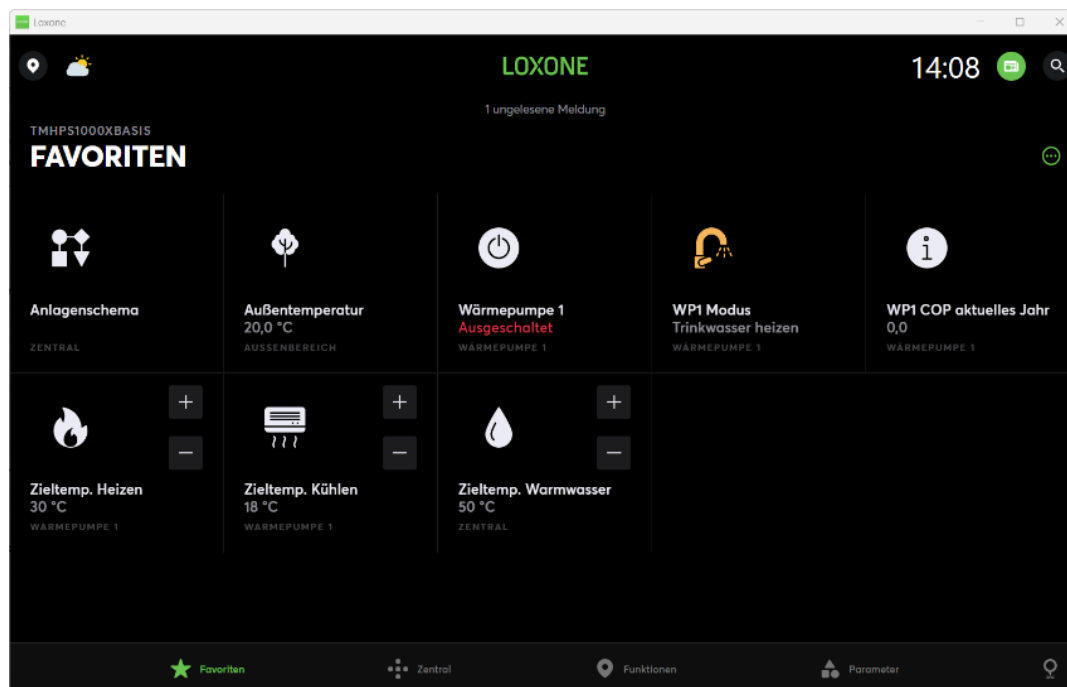 Loxone
LOXONE
14:08
1 ungelesene Meldung
TMHPS1000XBASIS
FAVORITEN
Anlagenschema
ZENTRAL
Außentemperatur
20,0 °C
AUSSENBEREICH
Wärmepumpe 1
Ausgeschaltet
WÄRMEPUMPE 1
WP1 Modus
Trinkwasser heizen
WÄRMEPUMPE 1
WP1 COP aktuelles Jahr
0,0
WÄRMEPUMPE 1
Zieltemp. Heizen
30 °C
WÄRMEPUMPE 1
Zieltemp. Kühlen
18 °C
WÄRMEPUMPE 1
Zieltemp. Warmwasser
50 °C
ZENTRAL
Favoriten
Zentral
Funktionen
Parameter